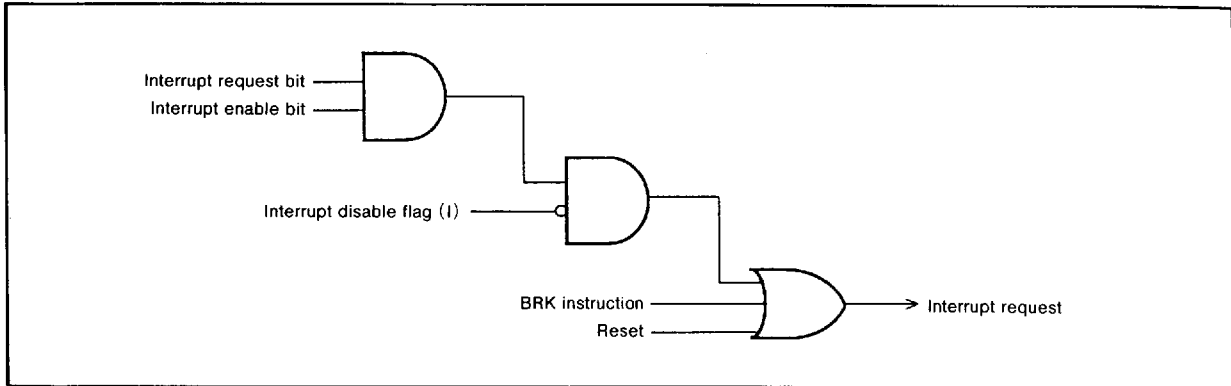 Interrupt request bit
Interrupt enable bit
Interrupt disable flag (I)
BRK instruction
Reset
Interrupt request